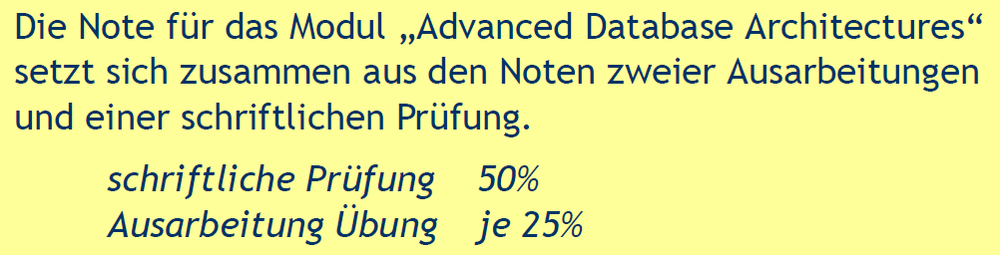 Die Note für das Modul „Advanced Database Architectures“
setzt sich zusammen aus den Noten zweier Ausarbeitungen
und einer schriftlichen Prüfung.
schriftliche Prüfung 50%
Ausarbeitung Übung je 25%